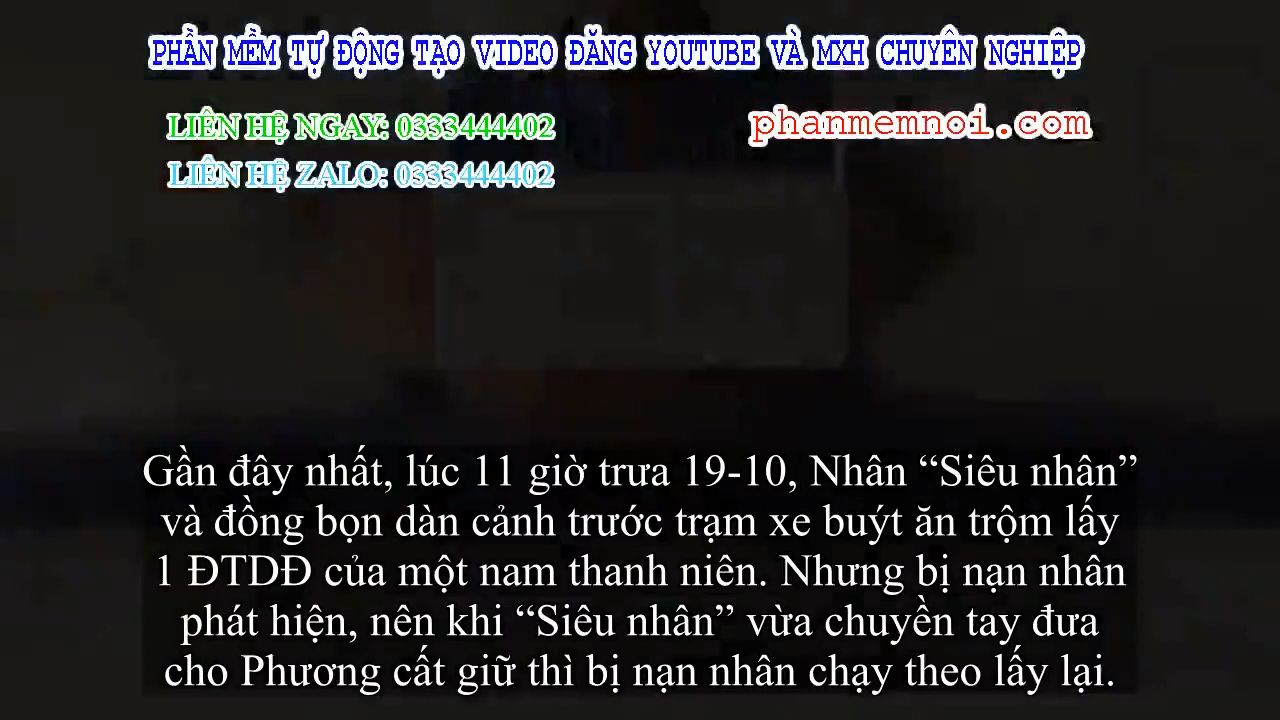 PHẦN MỀM TỰ ĐỘNG TẠO VIDEO ĐĂNG YOUTUBE VÀ MXH CHUYÊN NGHIỆP
LIÊN HỆ NGAY: 0333444402
phanmemnoi.com
LIÊN HỆ ZALO: 0333444402
Gần đây nhất, lúc 11 giờ trưa 19-10, Nhân “Siêu nhân”
và đồng bọn dàn cảnh trước trạm xe buýt ăn trộm lấy
1 ĐTDĐ của một nam thanh niên. Nhưng bị nạn nhân
phát hiện, nên khi “Siêu nhân” vừa chuyền tay đưa
cho Phương cất giữ thì bị nạn nhân chạy theo lấy lại.